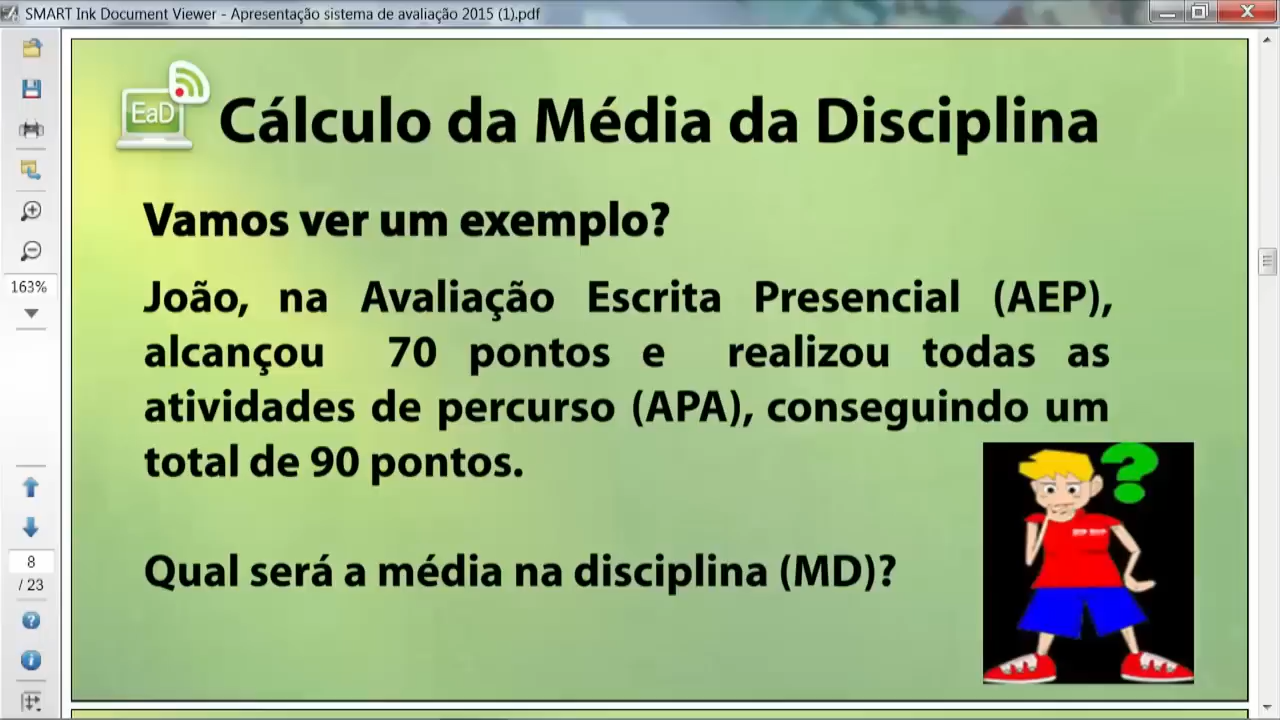 SMART Ink Document Viewer - Apresentação sistema de avaliação 2015 (1).pdf
EaD
Cálculo da Média da Disciplina
Vamos ver um exemplo?
João, na Avaliação Escrita Presencial (AEP),
alcançou 70 pontos e realizou todas as
atividades de percurso (APA), conseguindo um
total de 90 pontos.
Qual será a média na disciplina (MD)?
163%
8
/ 23